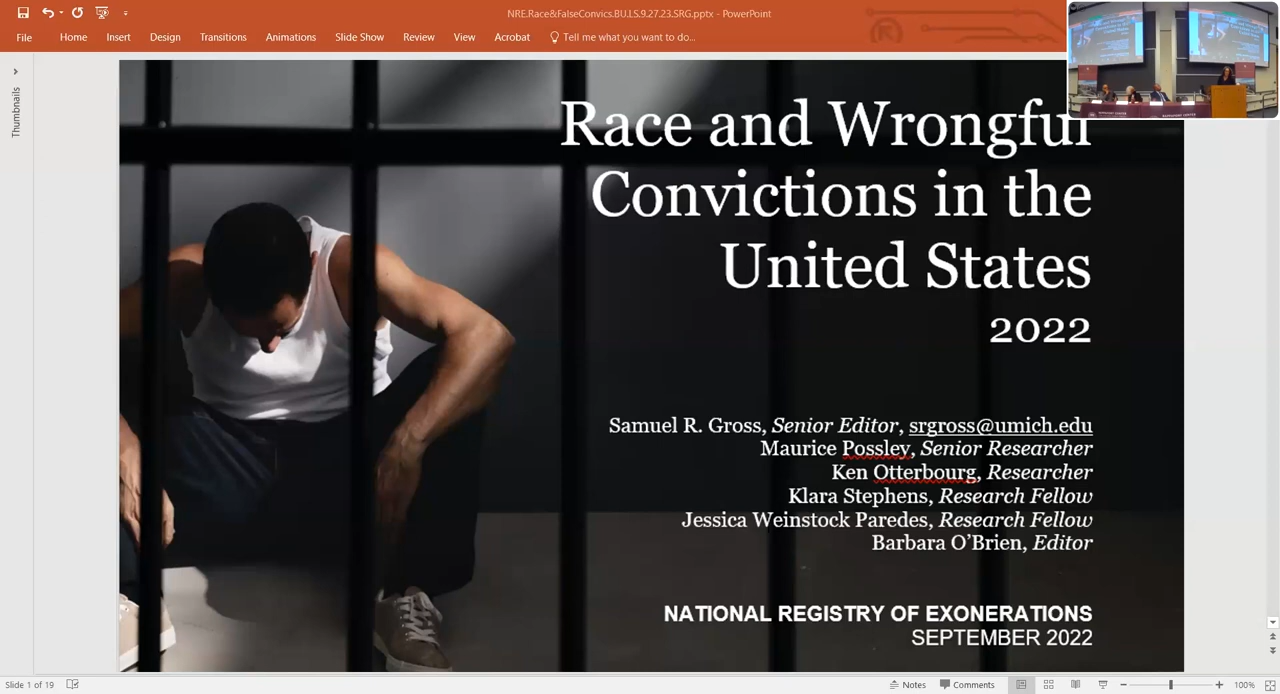 NRE.Race&FalseConvics.BU.LS.9.27.23.SRG.pptx - PowerPoint
File Home Insert Design Transitions Animations Slide Show Review View Acrobat Tell me what you want to do...
Thumbnails
Race and Wrongful
Convictions in the
United States
2022
Samuel R. Gross, Senior Editor, srgross@umich.edu
Maurice Possley, Senior Researcher
Ken Otterbourg, Researcher
Klara Stephens, Research Fellow
Jessica Weinstock Paredes, Research Fellow
Barbara O’Brien, Editor
NATIONAL REGISTRY OF EXONERATIONS
SEPTEMBER 2022
Slide 1 of 19 Notes Comments 100%